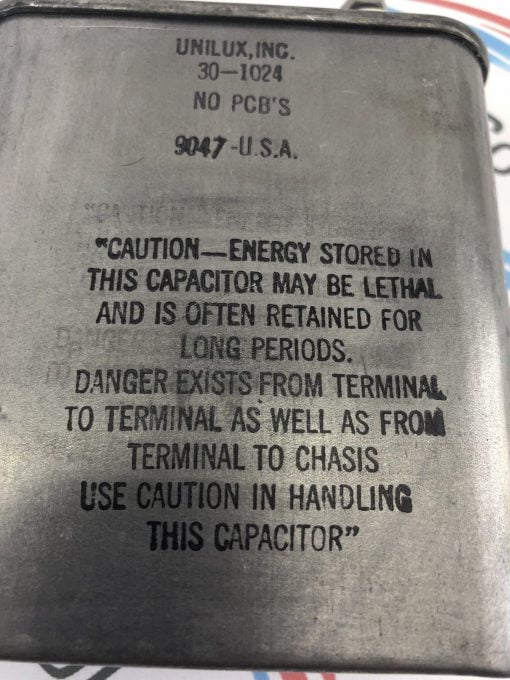 UNILUX,INC.
30-1024
NO PCB'S
9047-U.S.A.
"CAUTION
"CAUTION—ENERGY STORED IN
THIS CAPACITOR MAY BE LETHAL
AND IS OFTEN RETAINED FOR
LONG PERIODS.
DANGER EXISTS FROM TERMINAL
TO TERMINAL AS WELL AS FROM
TERMINAL TO CHASIS
USE CAUTION IN HANDLING
THIS CAPACITOR"